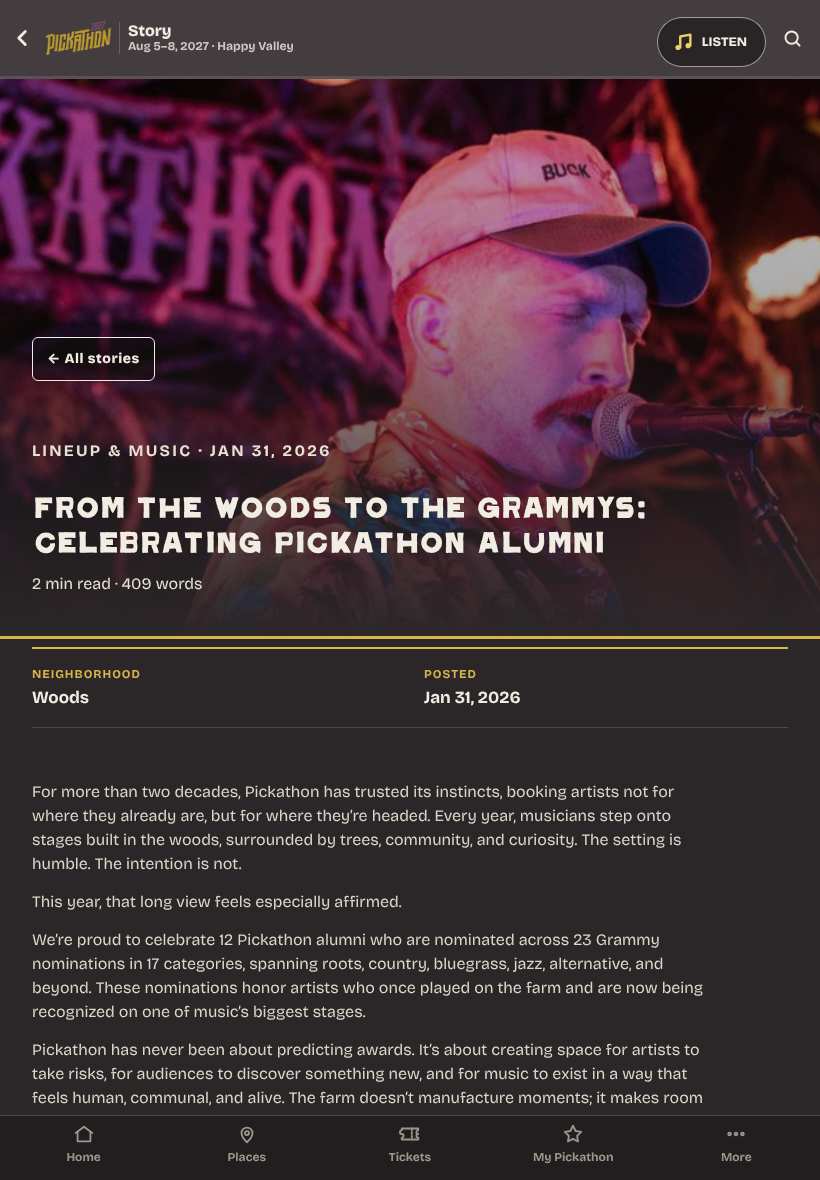 PICKATHON
Story
Aug 5–8, 2027 · Happy Valley
LISTEN
KATHON
BUCK
← All stories
LINEUP & MUSIC · JAN 31, 2026
FROM THE WOODS TO THE GRAMMYS:
CELEBRATING PICKATHON ALUMNI
2 min read · 409 words
NEIGHBORHOOD
Woods
POSTED
Jan 31, 2026
For more than two decades, Pickathon has trusted its instincts, booking artists not for
where they already are, but for where they’re headed. Every year, musicians step onto
stages built in the woods, surrounded by trees, community, and curiosity. The setting is
humble. The intention is not.
This year, that long view feels especially affirmed.
We’re proud to celebrate 12 Pickathon alumni who are nominated across 23 Grammy
nominations in 17 categories, spanning roots, country, bluegrass, jazz, alternative, and
beyond. These nominations honor artists who once played on the farm and are now being
recognized on one of music’s biggest stages.
Pickathon has never been about predicting awards. It’s about creating space for artists to
take risks, for audiences to discover something new, and for music to exist in a way that
feels human, communal, and alive. The farm doesn’t manufacture moments; it makes room
Home
Places
Tickets
My Pickathon
More